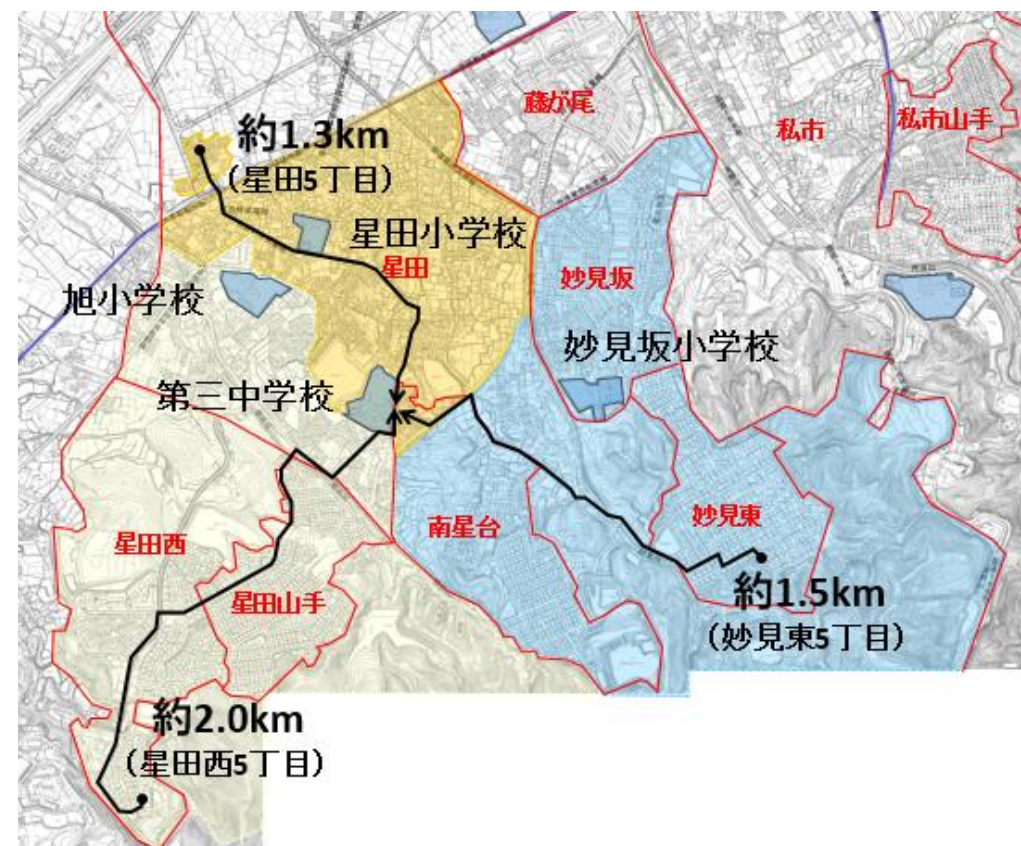 藤が尾
私市
私市山手
約1.3km
（星田5丁目）
星田小学校
星田
妙見坂
旭小学校
妙見坂小学校
第三中学校
星田西
南星台
妙見東
星田山手
約1.5km
（妙見東5丁目）
約2.0km
（星田西5丁目）